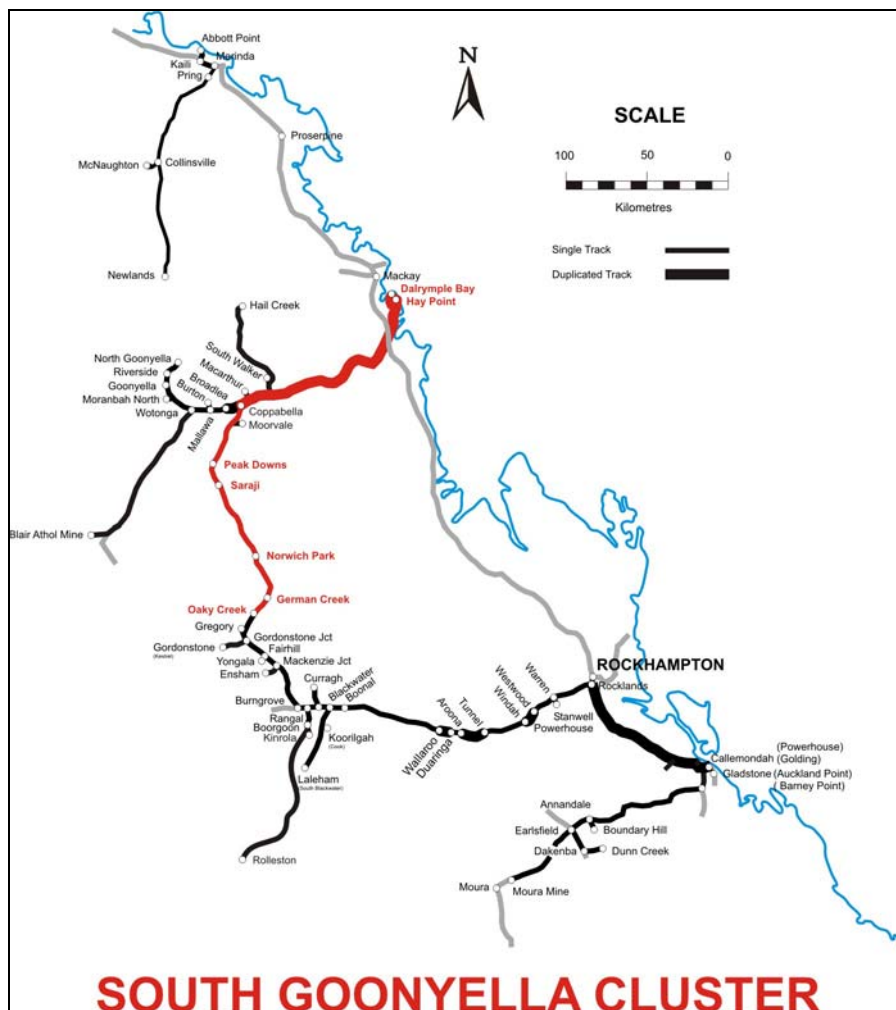 Abbott Point
Kaili
Merinda
Pring
N
SCALE
Proserpine
100
50
0
Kilometres
McNaughton
Collinsville
Single Track
Duplicated Track
Newlands
Mackay
Dalrymple Bay
Hay Point
Hail Creek
South Walker
North Goonyella
Riverside
Goonyella
Moranbah North
Wotonga
Macarthur
Broadlea
Burton
Mallawa
Coppabella
Moorvale
Peak Downs
Saraji
Blair Athol Mine
Norwich Park
German Creek
Oaky Creek
Gregory
Gordonstone Jct
Gordonstone
(Kestrel)
Fairhill
Yongala
Mackenzie Jct
Ensham
Curragh
Burngrove
Blackwater
Boonal
Rangal
Boorgoon
Kinrola
Koorilgah
(Cook)
Laleham
(South Blackwater)
Rolleston
Wallaroo
Duaringa
Aroona
Tunnel
Windah
Westwood
Warren
Stanwell
Powerhouse
ROCKHAMPTON
Rocklands
Callemondah
(Powerhouse)
(Golding)
Gladstone
(Auckland Point)
( Barney Point)
Annandale
Earlsfield
Boundary Hill
Dakenba
Dunn Creek
Moura
Moura Mine
SOUTH GOONYELLA CLUSTER